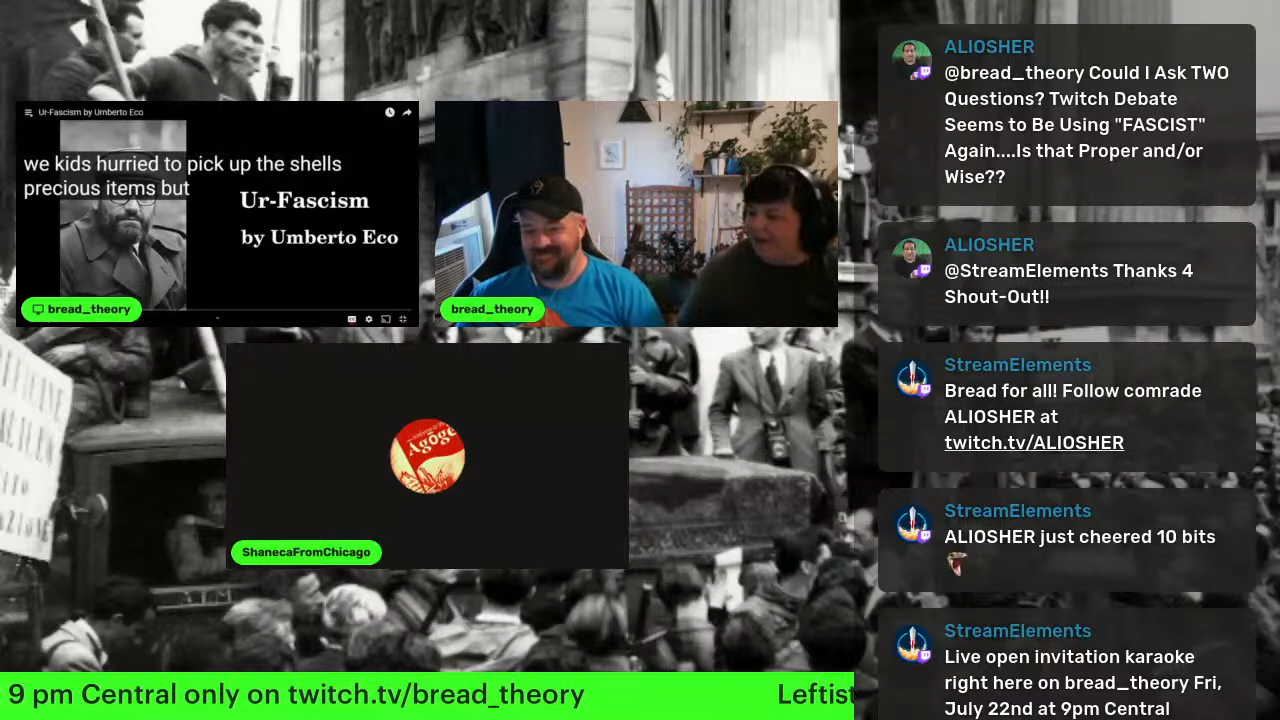 Ur-Fascism by Umberto Eco
we kids hurried to pick up the shells
precious items but
Ur-Fascism
by Umberto Eco
bread_theory
bread_theory
Agōge
ShanecaFromChicago
9 pm Central only on twitch.tv/bread_theory
Leftist
ALIOSHER
@bread_theory Could I Ask TWO
Questions? Twitch Debate
Seems to Be Using "FASCIST"
Again....Is that Proper and/or
Wise??
ALIOSHER
@StreamElements Thanks 4
Shout-Out!!
StreamElements
Bread for all! Follow comrade
ALIOSHER at
twitch.tv/ALIOSHER
StreamElements
ALIOSHER just cheered 10 bits
StreamElements
Live open invitation karaoke
right here on bread_theory Fri,
July 22nd at 9pm Central